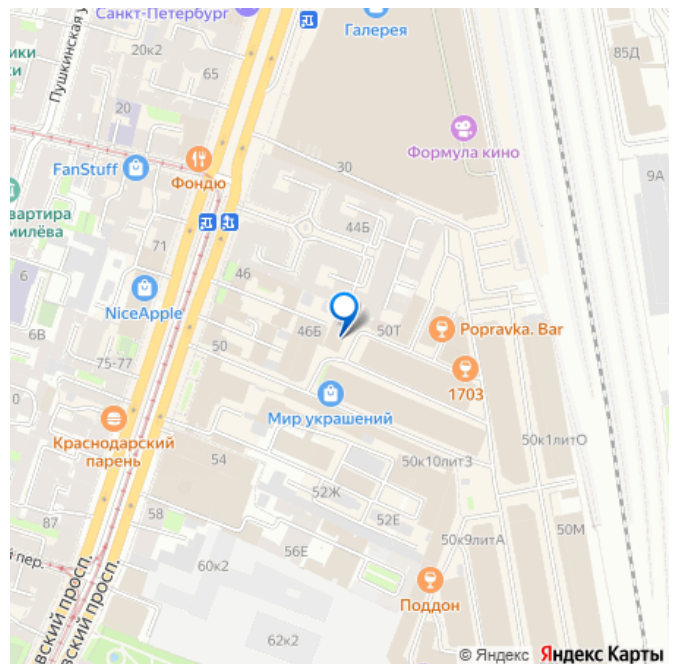 Санкт-Петербург
Галерея
85Д
20к2
65
Пушкинская у
20
Формула кино
30
FanStuff
Фондю
9А
вартира
милёва
44Б
71
46
6
NiceApple
46Б
50Т
Popravka. Bar
6В
50
75-77
1703
Мир украшений
0
Краснодарский
парень
50к1литО
54
50к10лит3
52Ж
58
87
52Е
50М
50к9литА
й пер.
56Е
60к2
Поддон
вский просп.
вский просп.
62к2
© Яндекс Яндекс Карты